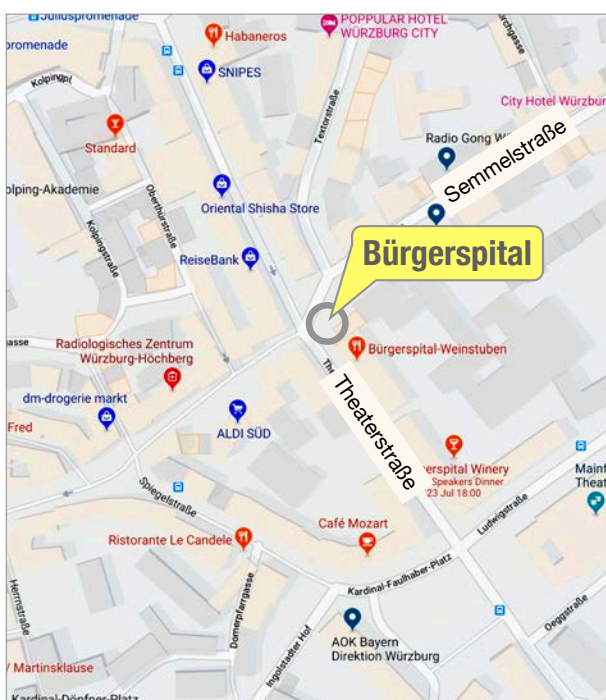 Juliuspromenade
promenade
Habaneros
POPPULAR HOTEL
WÜRZBURG CITY
SNIPES
Kolpingpl
Textorstraße
City Hotel Würzbur
Standard
Radio Gong W
Semmelstraße
olping-Akademie
Oberthürstraße
Oriental Shisha Store
Kolpingstraße
Bürgerspital
ReiseBank
asse
Radiologisches Zentrum
Würzburg-Höchberg
Bürgerspital-Weinstuben
Theaterstraße
dm-drogerie markt
Fred
ALDI SÜD
erspital Winery
Speakers Dinner
23 Jul 18:00
Mainf
Theat
Spiegelstraße
Ludwigstraße
Café Mozart
Ristorante Le Candele
Kardinal-Faulhaber-Platz
Herrnstraße
Domerpfarrgasse
Oeggstraße
Ingolstadter Hof
AOK Bayern
Direktion Würzburg
/ Martinsklause
Kardinal-Döpfner-Platz